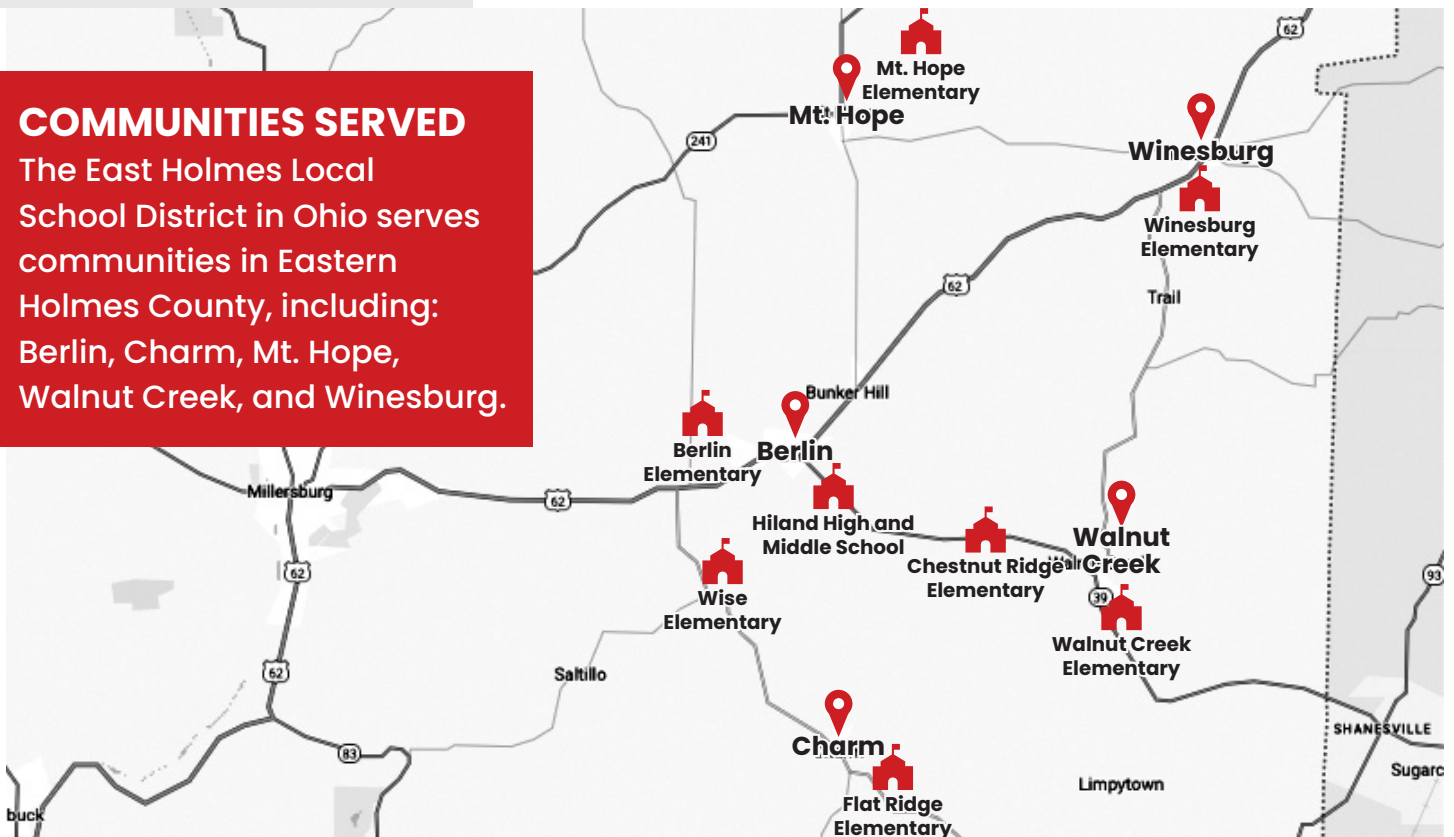 COMMUNITIES SERVED
The East Holmes Local
School District in Ohio serves
communities in Eastern
Holmes County, including:
Berlin, Charm, Mt. Hope,
Walnut Creek, and Winesburg.
62
Mt. Hope
Elementary
Mt. Hope
241
Winesburg
Winesburg
Elementary
62
Trail
Bunker Hill
Berlin
Elementary
Berlin
Millersburg
62
Hiland High and
Middle School
Walnut
Creek
Chestnut Ridge
Elementary
62
93
39
Wise
Elementary
Walnut Creek
Elementary
62
Saltillo
SHANESVILLE
Charm
83
Sugarc
Limpytown
Flat Ridge
Elementary
buck